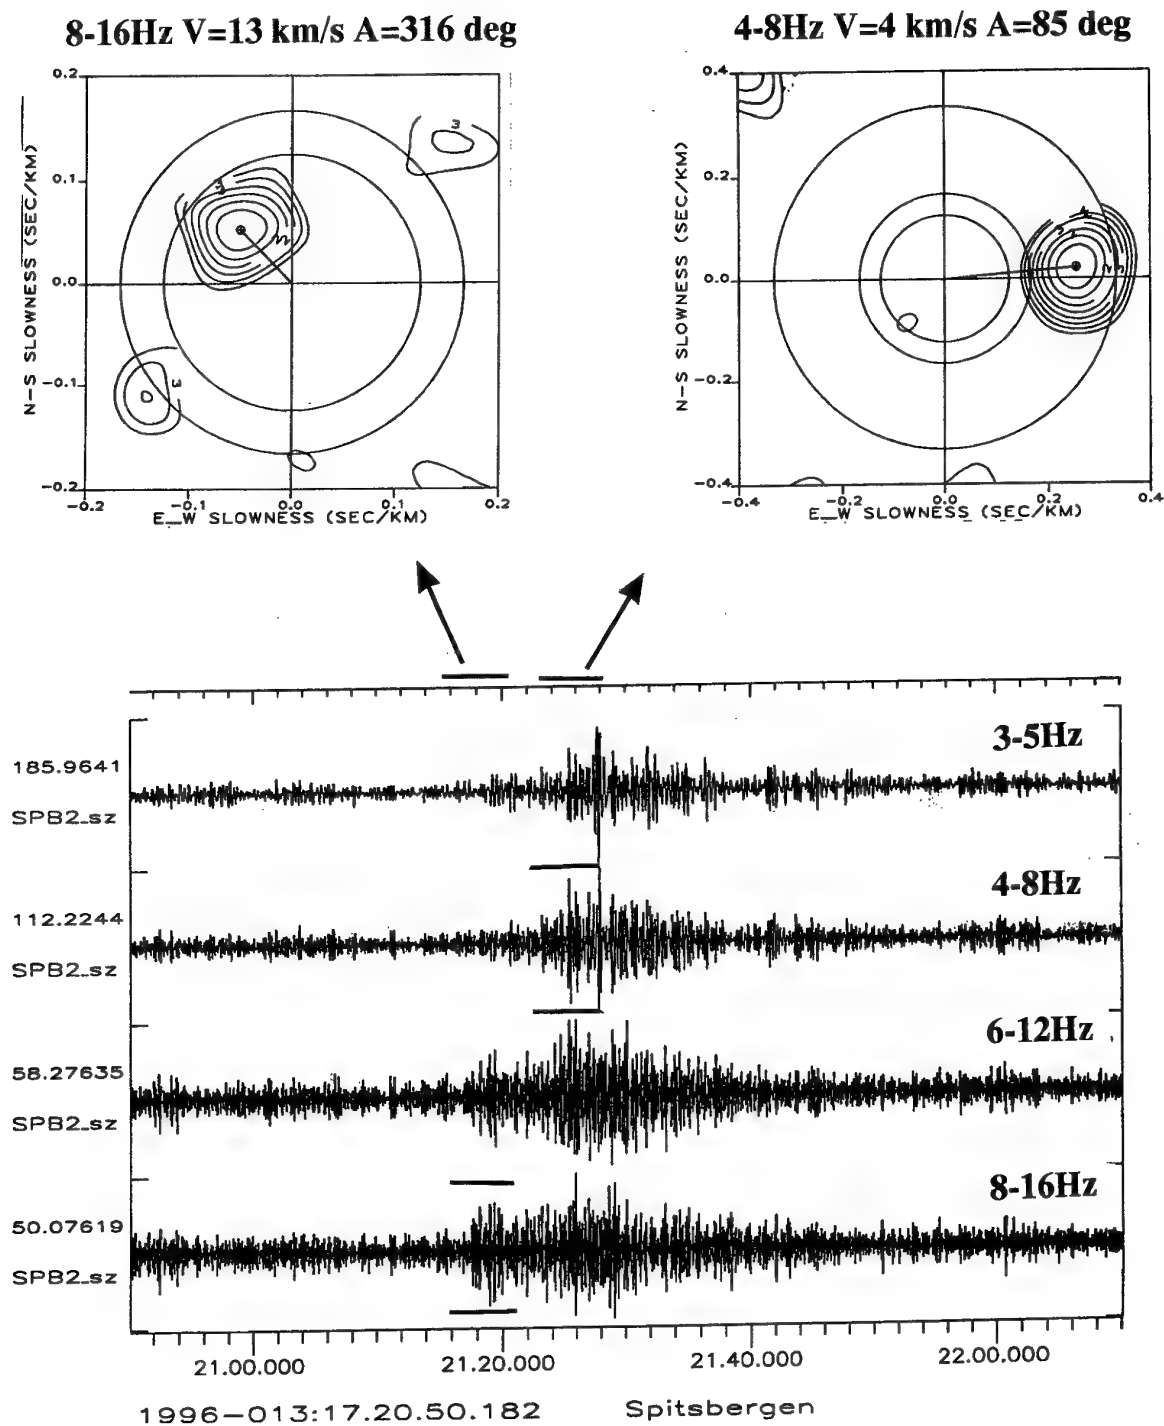 8-16Hz V=13 km/s A=316 deg
4-8Hz V=4 km/s A=85 deg
0.2
0.1
0.0
-0.1
-0.2
N-S SLOWNESS (SEC/KM)
3
3
3
-0.2
-0.1
0.0
0.1
0.2
E_W SLOWNESS (SEC/KM)
0.4
0.2
0.0
-0.2
-0.4
N-S SLOWNESS (SEC/KM)
-0.4
-0.2
0.0
0.2
0.4
E_W SLOWNESS (SEC/KM)
3-5Hz
185.9641
SPB2_sz
4-8Hz
112.2244
SPB2_sz
6-12Hz
58.27635
SPB2_sz
8-16Hz
50.07619
SPB2_sz
21.00.000
21.20.000
21.40.000
22.00.000
1996-013:17.20.50.182
Spitsbergen